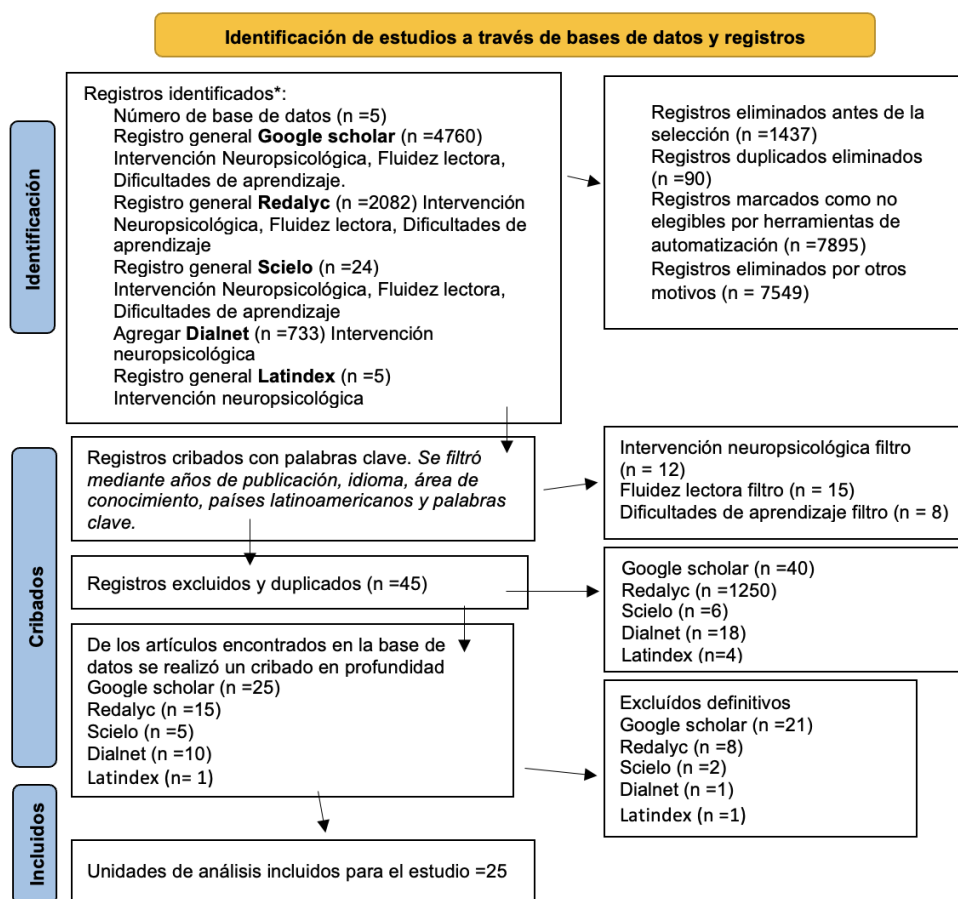 Identificación de estudios a través de bases de datos y registros
Identificación
Registros identificados*:
Número de base de datos (n =5)
Registro general Google scholar (n =4760)
Intervención Neuropsicológica, Fluidez lectora,
Dificultades de aprendizaje.
Registro general Redalyc (n =2082) Intervención
Neuropsicológica, Fluidez lectora, Dificultades de
aprendizaje
Registro general Scielo (n =24)
Intervención Neuropsicológica, Fluidez lectora,
Dificultades de aprendizaje
Agregar Dialnet (n =733) Intervención
neuropsicológica
Registro general Latindex (n =5)
Intervención neuropsicológica
Registros eliminados antes de la
selección (n =1437)
Registros duplicados eliminados
(n =90)
Registros marcados como no
elegibles por herramientas de
automatización (n =7895)
Registros eliminados por otros
motivos (n = 7549)
Cribados
Registros cribados con palabras clave. Se filtró
mediante años de publicación, idioma, área de
conocimiento, países latinoamericanos y palabras
clave.
Intervención neuropsicológica filtro
(n = 12)
Fluidez lectora filtro (n = 15)
Dificultades de aprendizaje filtro (n = 8)
Registros excluidos y duplicados (n =45)
Google scholar (n =40)
Redalyc (n =1250)
Scielo (n =6)
Dialnet (n =18)
Latindex (n=4)
De los artículos encontrados en la base de
datos se realizó un cribado en profundidad
Google scholar (n =25)
Redalyc (n =15)
Scielo (n =5)
Dialnet (n =10)
Latindex (n= 1)
Excluídos definitivos
Google scholar (n =21)
Redalyc (n =8)
Scielo (n =2)
Dialnet (n =1)
Latindex (n =1)
Incluidos
Unidades de análisis incluidos para el estudio =25